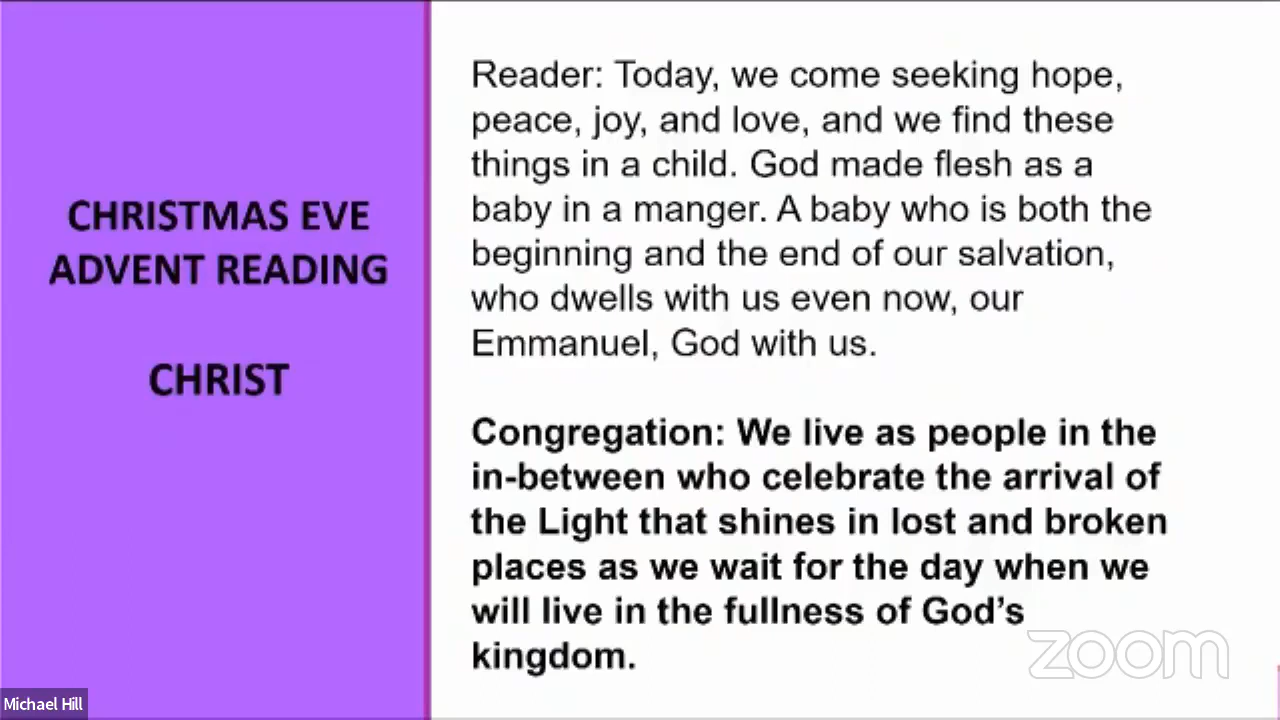 CHRISTMAS EVE
ADVENT READING
CHRIST
Reader: Today, we come seeking hope,
peace, joy, and love, and we find these
things in a child. God made flesh as a
baby in a manger. A baby who is both the
beginning and the end of our salvation,
who dwells with us even now, our
Emmanuel, God with us.
Congregation: We live as people in the
in-between who celebrate the arrival of
the Light that shines in lost and broken
places as we wait for the day when we
will live in the fullness of God’s
kingdom.
zoom
Michael Hill